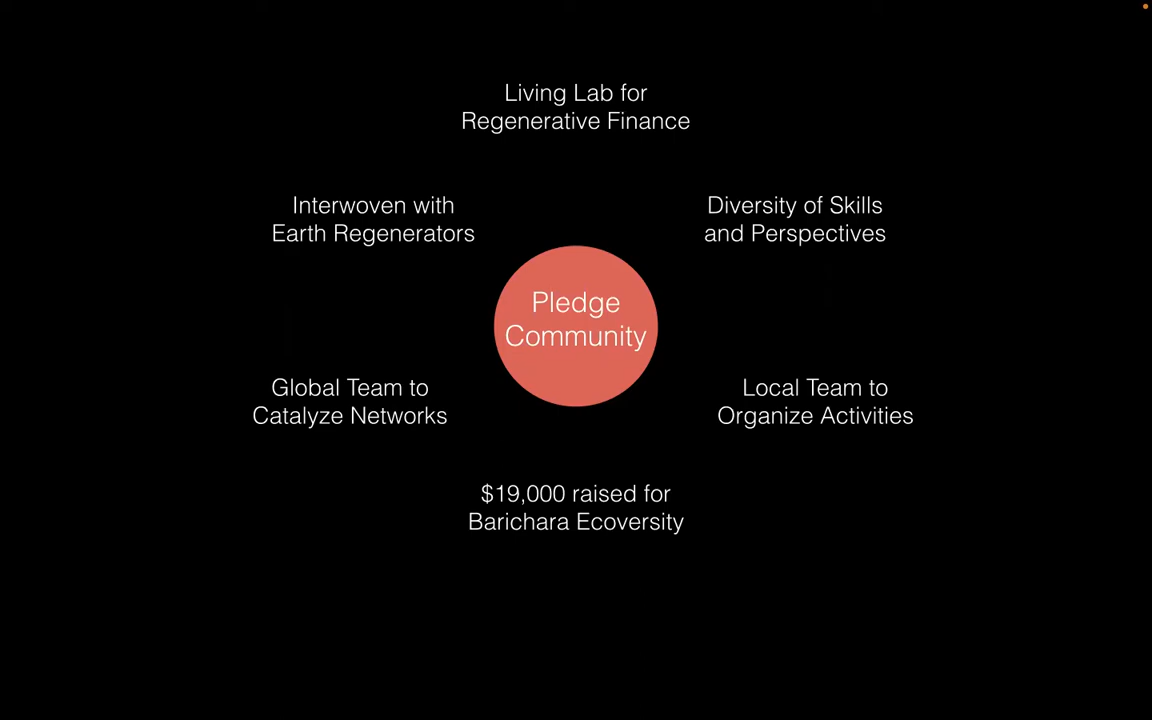 Living Lab for
Regenerative Finance
Interwoven with
Earth Regenerators
Diversity of Skills
and Perspectives
Pledge
Community
Global Team to
Catalyze Networks
Local Team to
Organize Activities
$19,000 raised for
Barichara Ecoversity